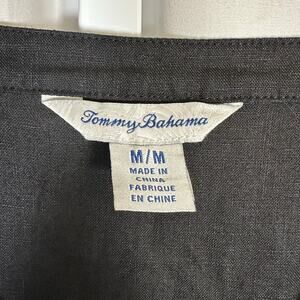 Tommy Bahama
M/M
MADE IN
CHINA
FABRIQUE
EN CHINE